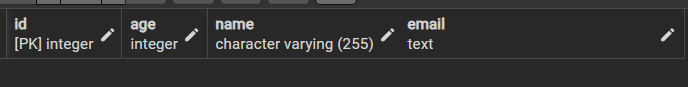 id age name email
[PK] integer integer character varying (255) text